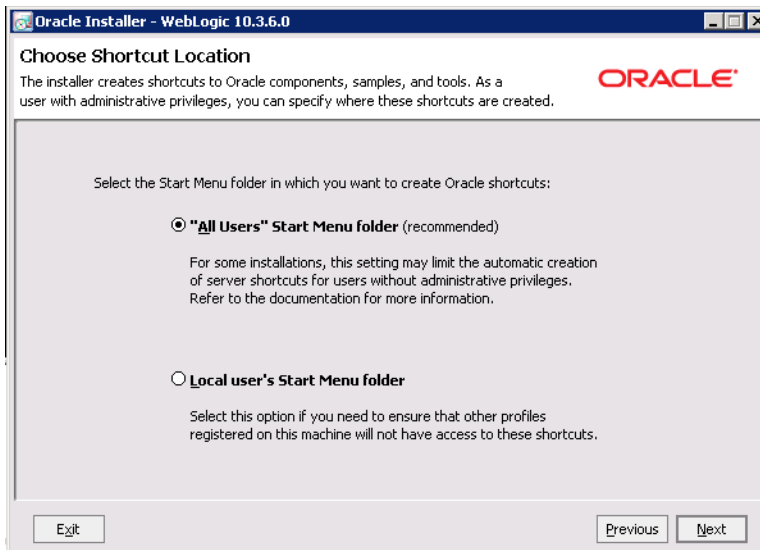 Oracle Installer - WebLogic 10.3.6.0
Choose Shortcut Location
The installer creates shortcuts to Oracle components, samples, and tools. As a
user with administrative privileges, you can specify where these shortcuts are created.
ORACLE
Select the Start Menu folder in which you want to create Oracle shortcuts:
"All Users" Start Menu folder (recommended)
For some installations, this setting may limit the automatic creation
of server shortcuts for users without administrative privileges.
Refer to the documentation for more information.
Local user's Start Menu folder
Select this option if you need to ensure that other profiles
registered on this machine will not have access to these shortcuts.
Exit
Previous
Next